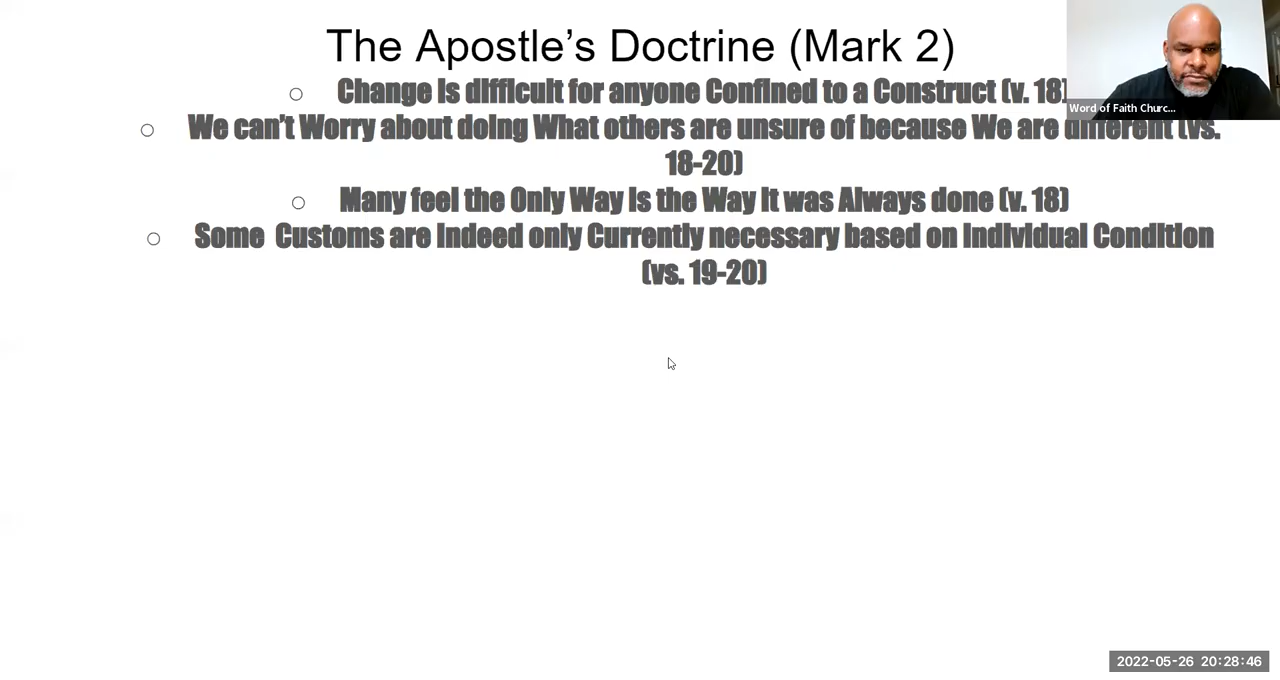 The Apostle's Doctrine (Mark 2)
Change is difficult for anyone Confined to a Construct (v. 18)
Word of Faith Churc...
We can't Worry about doing What others are unsure of because We are different (vs.
18-20)
Many feel the Only Way is the Way it was Always done (v. 18)
Some Customs are indeed only Currently necessary based on Individual Condition
(vs. 19-20)
2022-05-26 20:28:46